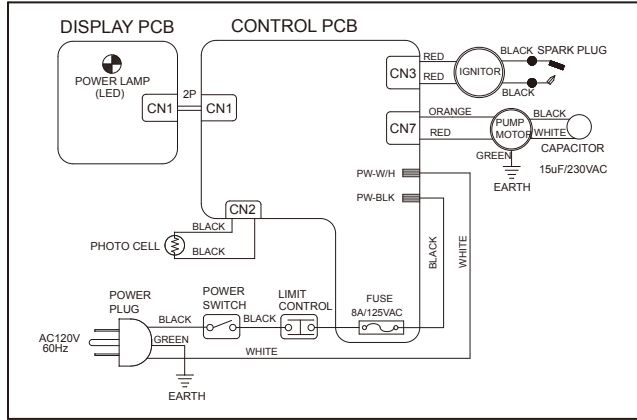 DISPLAY PCB
CONTROL PCB
POWER LAMP
(LED)
2P
CN1
CN1
CN3
RED
RED
IGNITOR
BLACK
SPARK PLUG
BLACK
CN7
ORANGE
RED
PUMP
MOTOR
BLACK
WHITE
CAPACITOR
15uF/230VAC
GREEN
EARTH
PW-W/H
PW-BLK
CN2
BLACK
BLACK
PHOTO CELL
BLACK
WHITE
POWER
PLUG
AC120V
60Hz
BLACK
POWER
SWITCH
BLACK
LIMIT
CONTROL
FUSE
8A/125VAC
GREEN
WHITE
EARTH